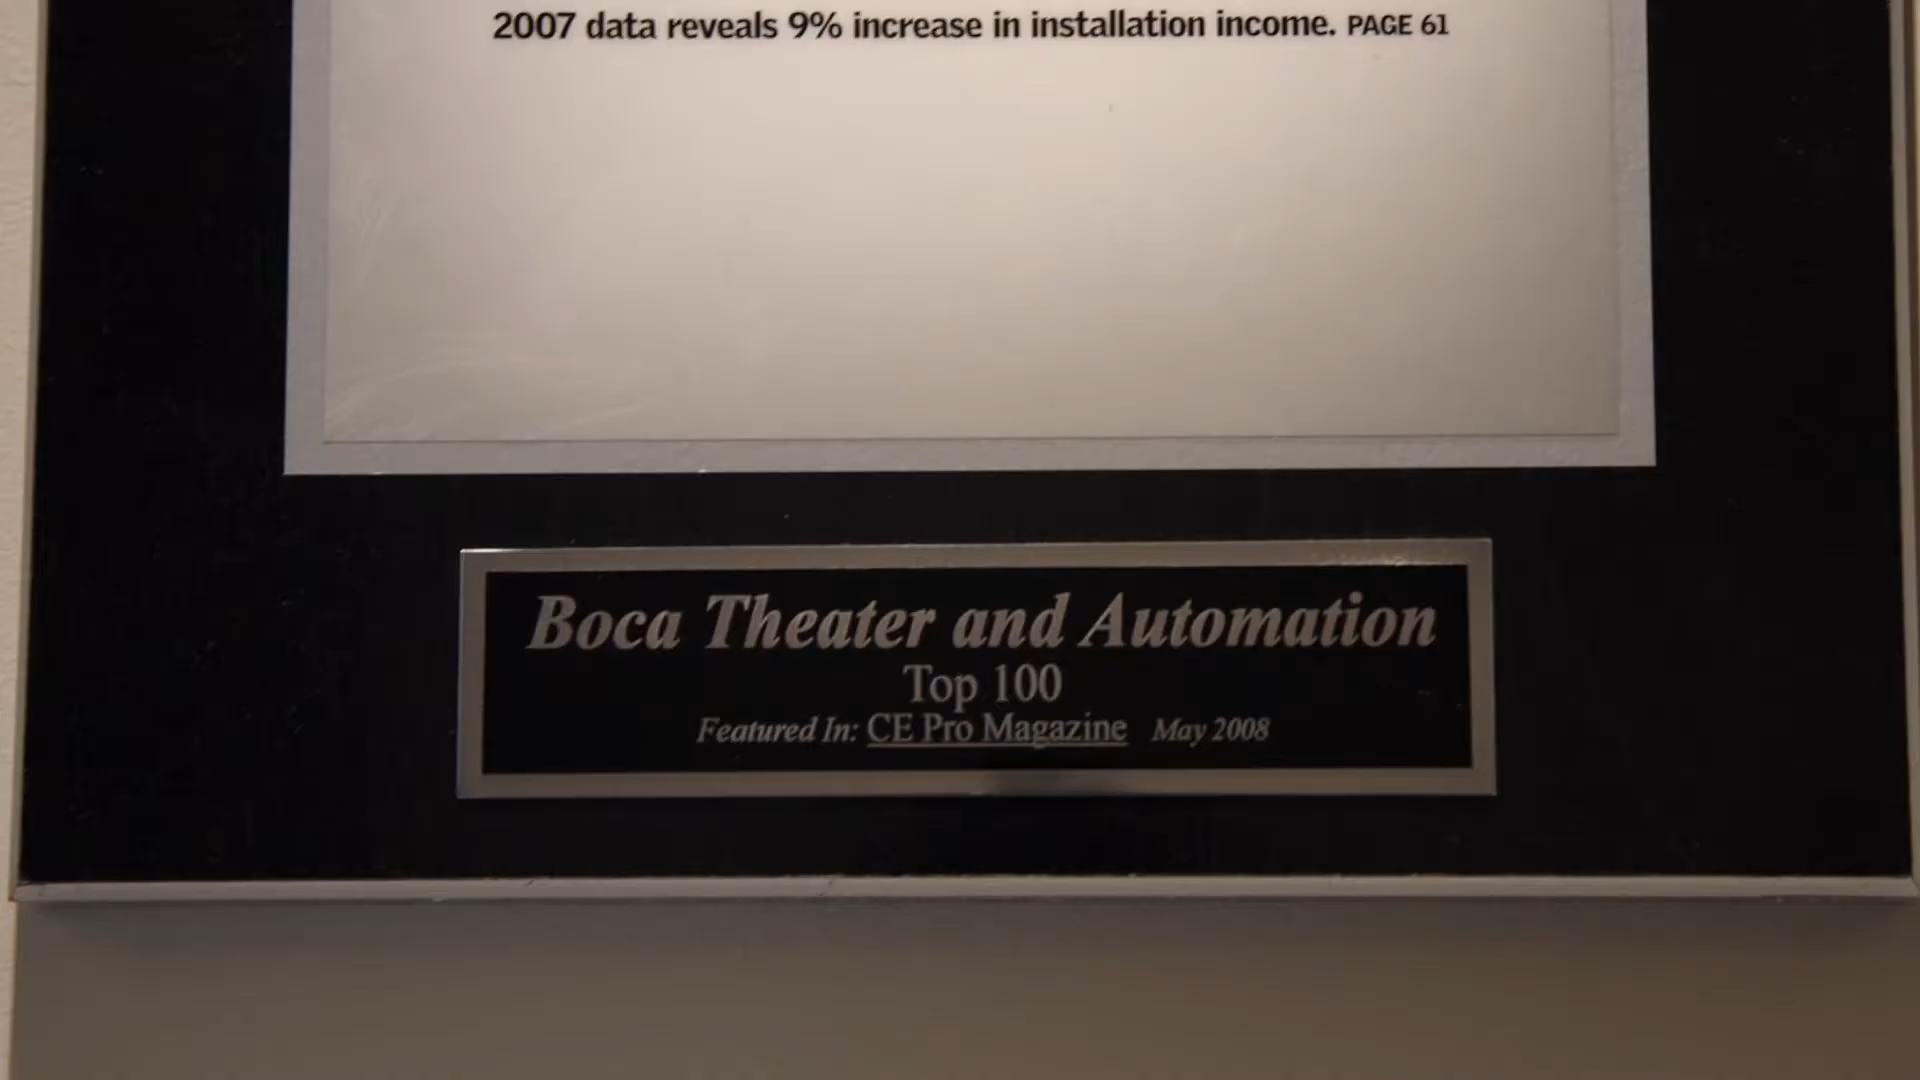 2007 data reveals 9% increase in installation income. PAGE 61
Boca Theater and Automation
Top 100
Featured In: CE Pro Magazine May 2008